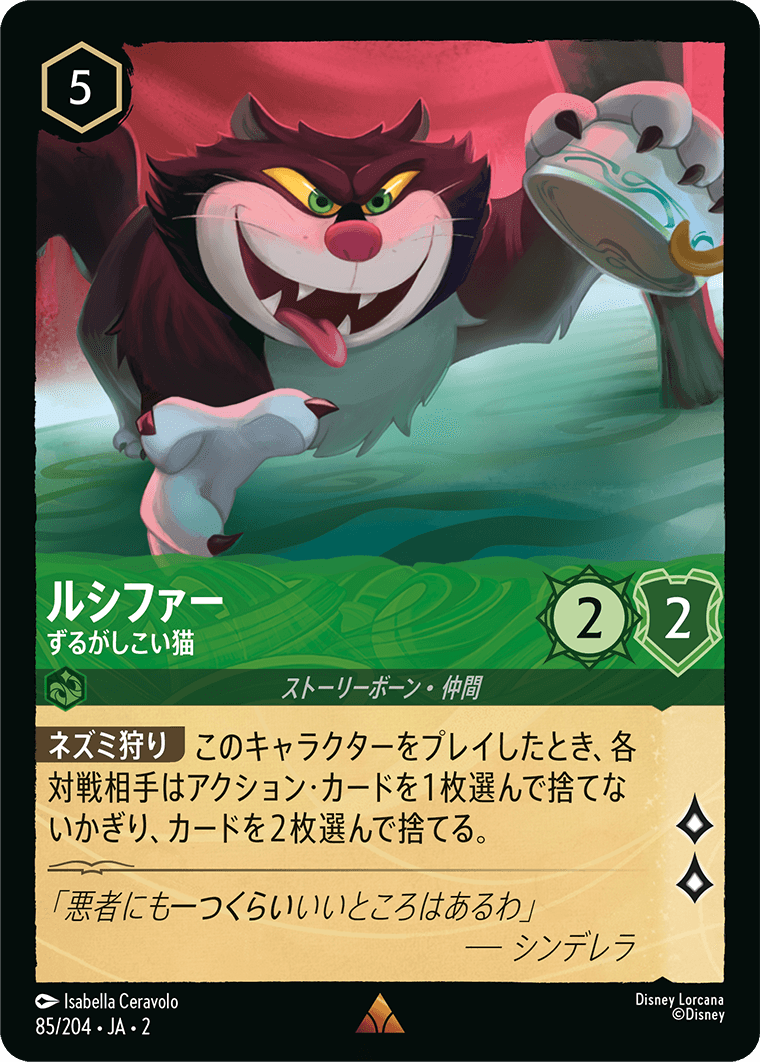 5
ルシファー
ずるがしこい猫
2
2
ストーリーボーン・仲間
ネズミ狩り このキャラクターをプレイしたとき、各
対戦相手はアクション・カードを1枚選んで捨てな
いかぎり、カードを2枚選んで捨てる。
「悪者にも一つくらいいいところはあるわ」
— シンデレラ
Isabella Ceravolo
85/204 • JA • 2
Disney Lorcana
©Disney